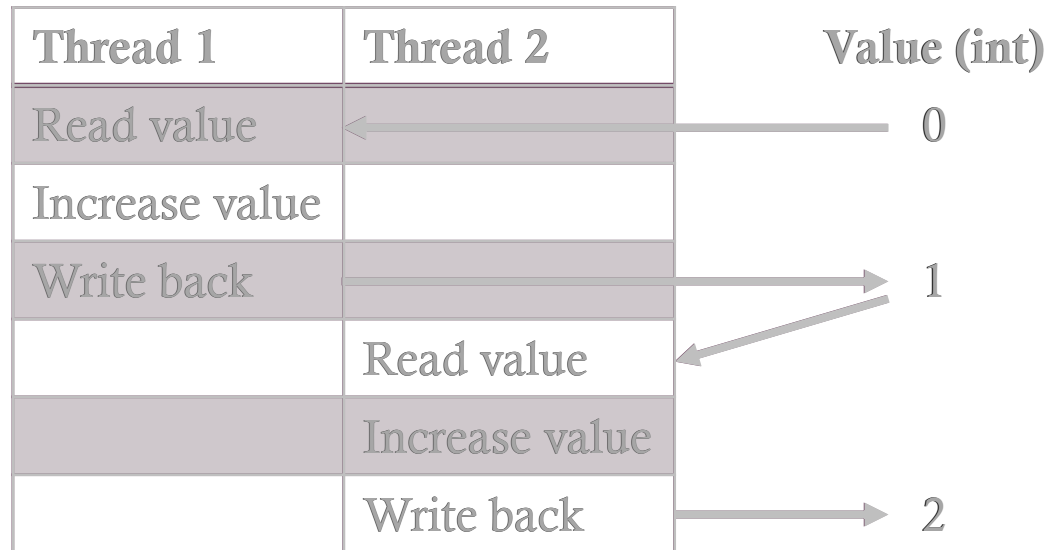 Thread 1 Thread 2 Value (int)
Read value 0
Increase value
Write back 1
Read value
Increase value
Write back 2